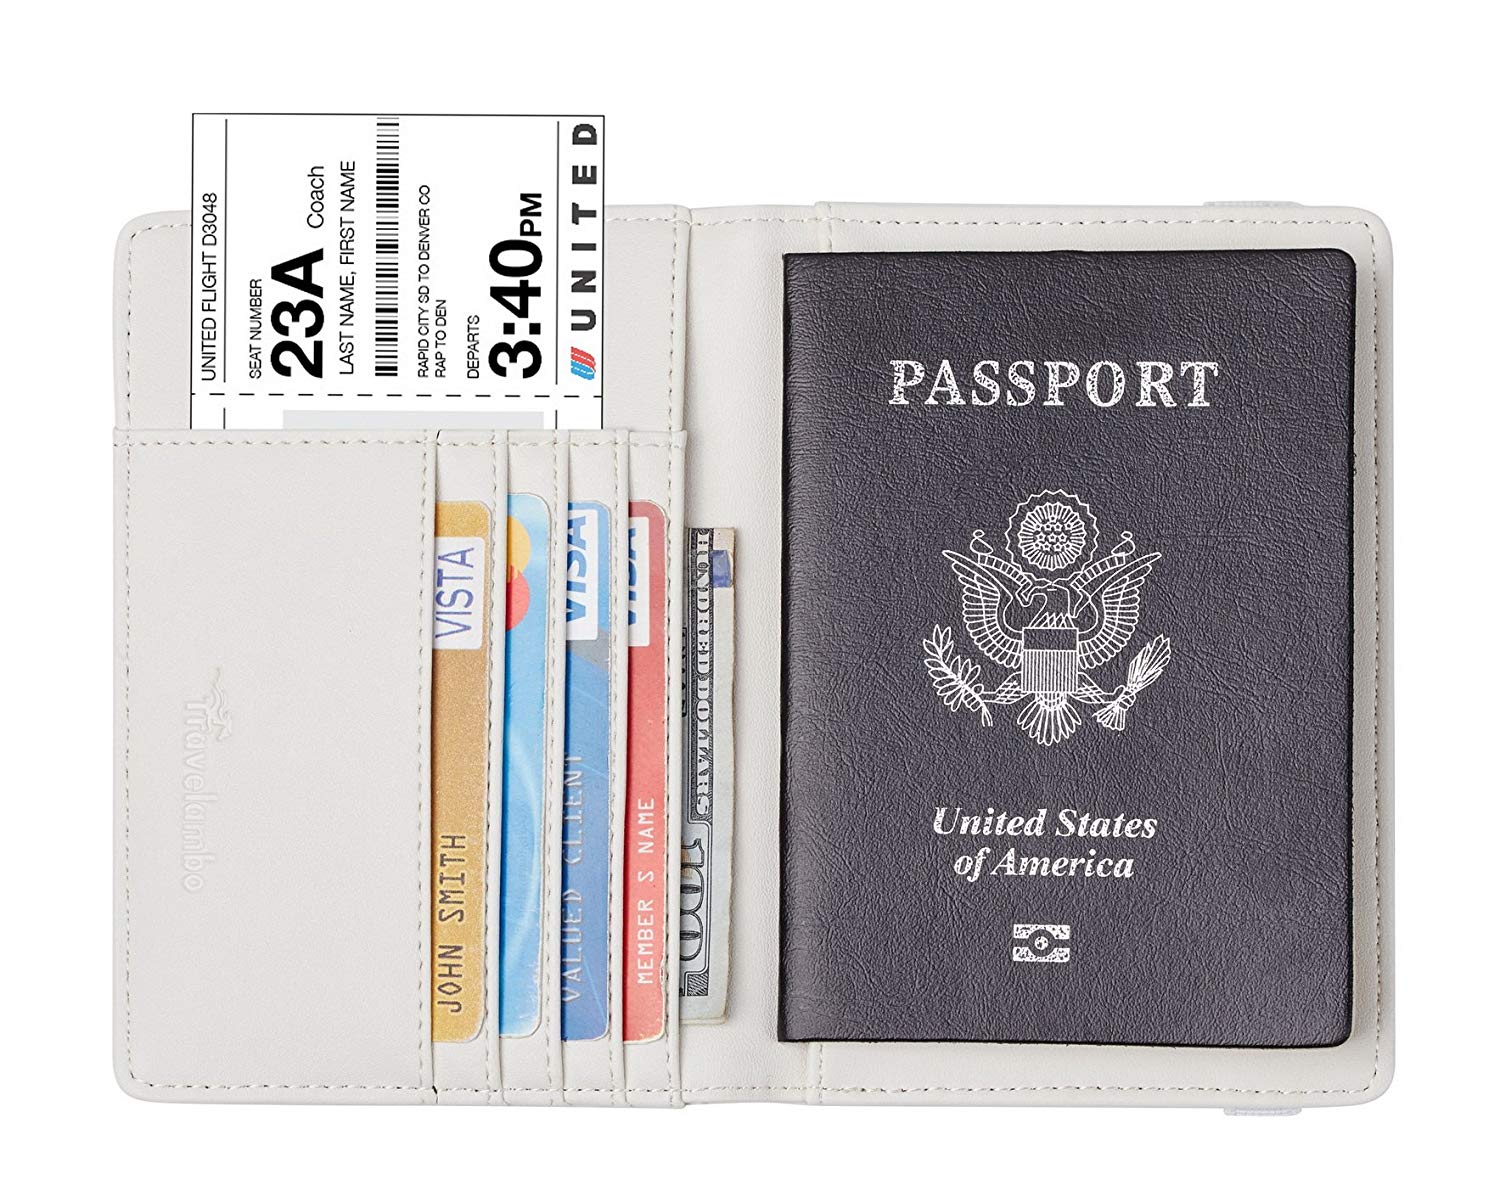 UNITED FLIGHT D3048
SEAT NUMBER
23A Coach
LAST NAME, FIRST NAME
RAPID CITY SD TO DENVER CO
RAP TO DEN
DEPARTS
3:40PM
UNITED
Travelambo
VISTA
JOHN SMITH
VISA
VALUED CLIENT
VISA
MEMBER S NAME
HUNDRED DOLLARS
100
PASSPORT
United States
of America